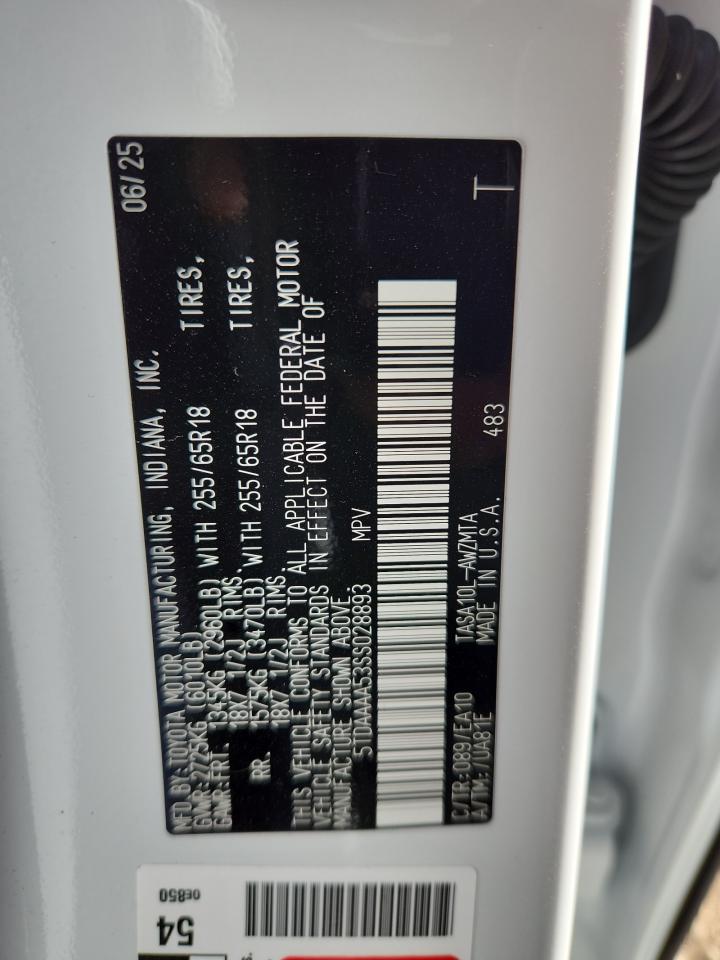 MFD. BY: TOYOTA MOTOR MANUFACTURING, INDIANA, INC. 06/25
GVWR: 2725KG (6010LB)
GAWR: FRT 1345KG (2960LB) WITH 255/65R18 TIRES,
18X7 1/2J RIMS.
RR. 1575KG (3470LB) WITH 255/65R18 TIRES,
18X7 1/2J RIMS
THIS VEHICLE CONFORMS TO ALL APPLICABLE FEDERAL MOTOR
VEHICLE SAFETY STANDARDS IN EFFECT ON THE DATE OF
MANUFACTURE SHOWN ABOVE.
5TDAAAA53SS028893 MPV
C/TR: 089/EA10 TASA10L-AWZMTA 483
A/TM: /UA81E MADE IN U.S.A. T
54
0E850